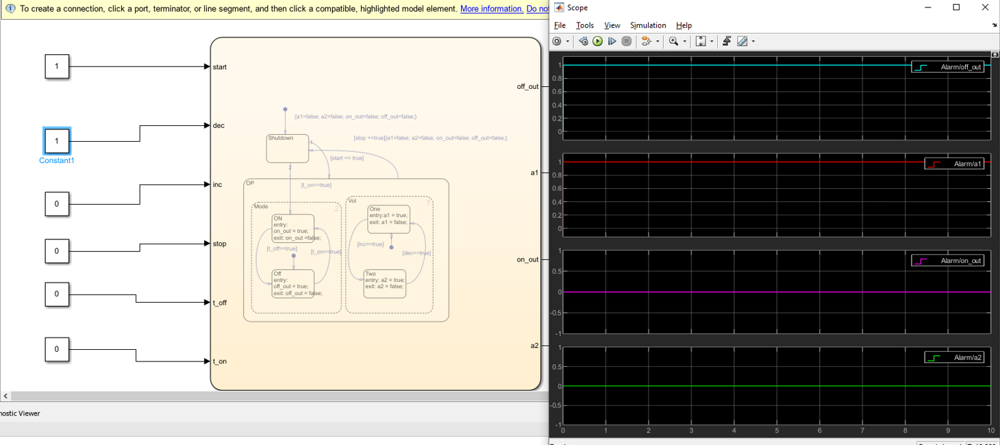 To create a connection, click a port, terminator, or line segment, and then click a compatible, highlighted model element. More information. Do no
1
start
1
Constant1
dec
0
inc
0
stop
0
t_off
0
t_on
off_out
a1
on_out
a2
{a1=false; a2=false; on_out=false; off_out=false;}
Shutdown
[stop ==true]{a1=false; a2=false; on_out=false; off_out=false;}
1
[start == true]
2
OP
[t_on==true]
Mode
2
ON
entry:
on_out = true;
exit: on_out =false;
[t_off==true]
[t_on==true]
Off
entry:
off_out = true;
exit: off_out = false;
Vol
1
One
entry:a1 = true;
exit: a1 = false;
[inc==true]
[dec==true]
Two
entry: a2 = true;
exit: a2 = false;
nostic Viewer
Scope
File Tools View Simulation Help
Alarm/off_out
1
0.8
0.6
0.4
0.2
0
Alarm/a1
1
0.8
0.6
0.4
0.2
0
Alarm/on_out
1
0.5
0
-0.5
-1
Alarm/a2
1
0.5
0
-0.5
-1
0 1 2 3 4 5 6 7 8 9 10